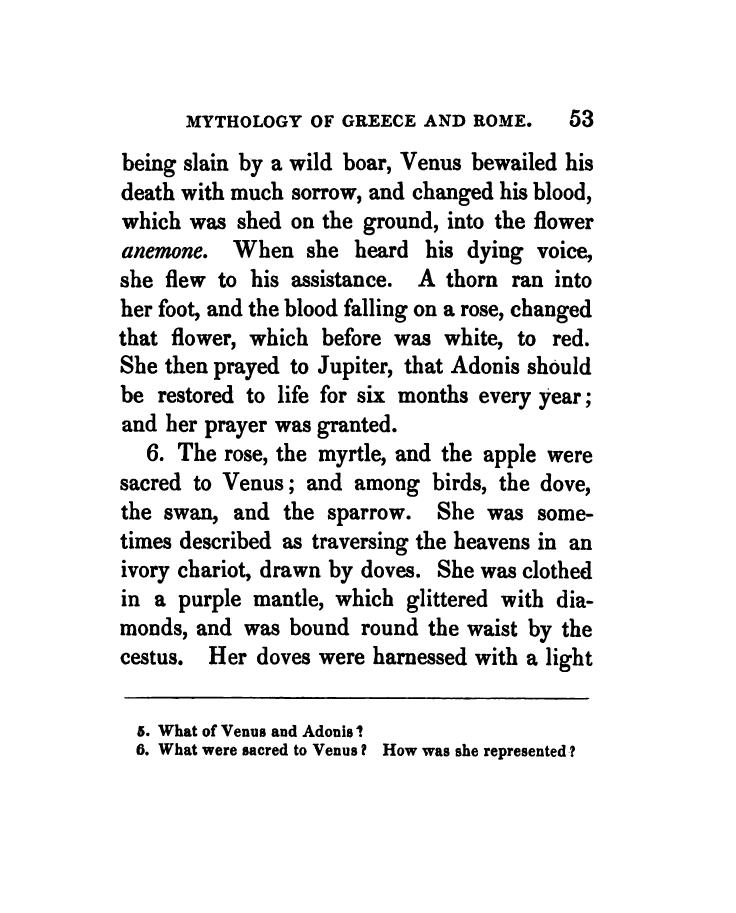 MYTHOLOGY OF GREECE AND ROME. 53
being slain by a wild boar, Venus bewailed his
death with much sorrow, and changed his blood,
which was shed on the ground, into the flower
anemone. When she heard his dying voice,
she flew to his assistance. A thorn ran into
her foot, and the blood falling on a rose, changed
that flower, which before was white, to red.
She then prayed to Jupiter, that Adonis should
be restored to life for six months every year;
and her prayer was granted.
6. The rose, the myrtle, and the apple were
sacred to Venus; and among birds, the dove,
the swan, and the sparrow. She was some-
times described as traversing the heavens in an
ivory chariot, drawn by doves. She was clothed
in a purple mantle, which glittered with dia-
monds, and was bound round the waist by the
cestus. Her doves were harnessed with a light
5. What of Venus and Adonis?
6. What were sacred to Venus? How was she represented?